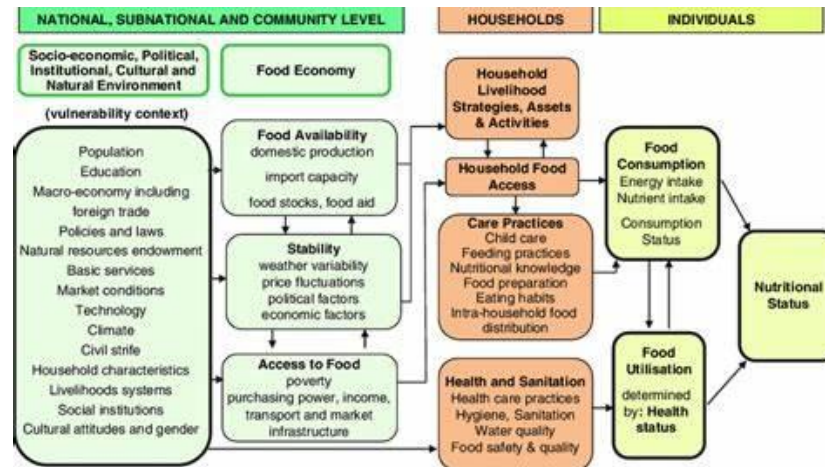 NATIONAL, SUBNATIONAL AND COMMUNITY LEVEL
HOUSEHOLDS
INDIVIDUALS
Socio-economic, Political,
Institutional, Cultural and
Natural Environment
(vulnerability context)
Population
Education
Macro-economy including
foreign trade
Policies and laws
Natural resources endowment
Basic services
Market conditions
Technology
Climate
Civil strife
Household characteristics
Livelihoods systems
Social institutions
Cultural attitudes and gender
Food Economy
Food Availability
domestic production
import capacity
food stocks, food aid
Stability
weather variability
price fluctuations
political factors
economic factors
Access to Food
poverty
purchasing power, income,
transport and market
infrastructure
Household
Livelihood
Strategies, Assets
& Activities
Household Food
Access
Care Practices
Child care
Feeding practices
Nutritional knowledge
Food preparation
Eating habits
Intra-household food
distribution
Health and Sanitation
Health care practices
Hygiene, Sanitation
Water quality
Food safety & quality
Food
Consumption
Energy intake
Nutrient intake
Consumption
Status
Food
Utilisation
determined
by: Health
status
Nutritional
Status